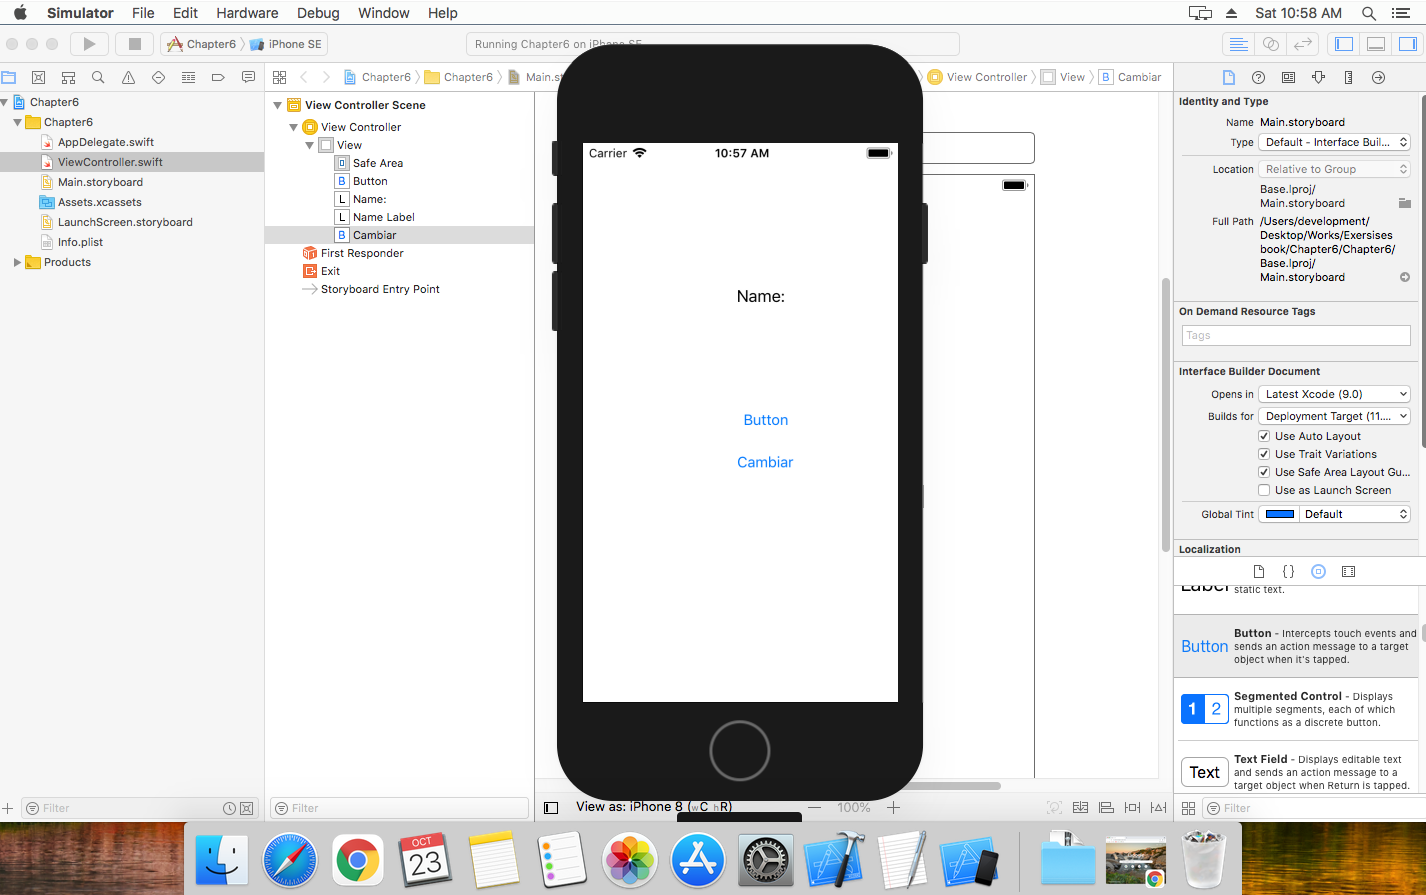 Simulator File Edit Hardware Debug Window Help
Sat 10:58 AM
Chapter6 iPhone SE
Running Chapter6 on iPhone SE
Chapter6 Chapter6 Main.st
View Controller View B Cambiar
Chapter6
Chapter6
AppDelegate.swift
ViewController.swift
Main.storyboard
Assets.xcassets
LaunchScreen.storyboard
Info.plist
Products
Filter
View Controller Scene
View Controller
View
Safe Area
B Button
L Name:
L Name Label
B Cambiar
First Responder
Exit
Storyboard Entry Point
Filter
Carrier 10:57 AM
Name:
Button
Cambiar
View as: iPhone 8 (wC hR)
100%
Identity and Type
Name Main.storyboard
Type Default - Interface Buil...
Location Relative to Group
Base.lproj/
Main.storyboard
Full Path /Users/development/
Desktop/Works/Exersises
book/Chapter6/Chapter6/
Base.lproj/
Main.storyboard
On Demand Resource Tags
Tags
Interface Builder Document
Opens in Latest Xcode (9.0)
Builds for Deployment Target (11....
Use Auto Layout
Use Trait Variations
Use Safe Area Layout Gu...
Use as Launch Screen
Global Tint Default
Localization
{}
Label static text.
Button Button - Intercepts touch events and
sends an action message to a target
object when it's tapped.
1 2 Segmented Control - Displays
multiple segments, each of which
functions as a discrete button.
Text Text Field - Displays editable text
and sends an action message to a
target object when Return is tapped.
Filter
OCT
23